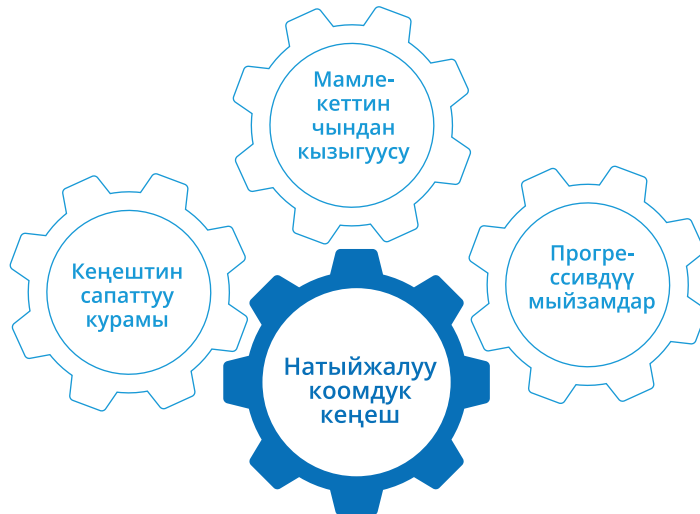 Мамле-
кеттин
чындан
кызыгуусу
Кеңештин
сапаттуу
курамы
Прогре-
ссивдүү
мыйзамдар
Натыйжалуу
коомдук
кеңеш